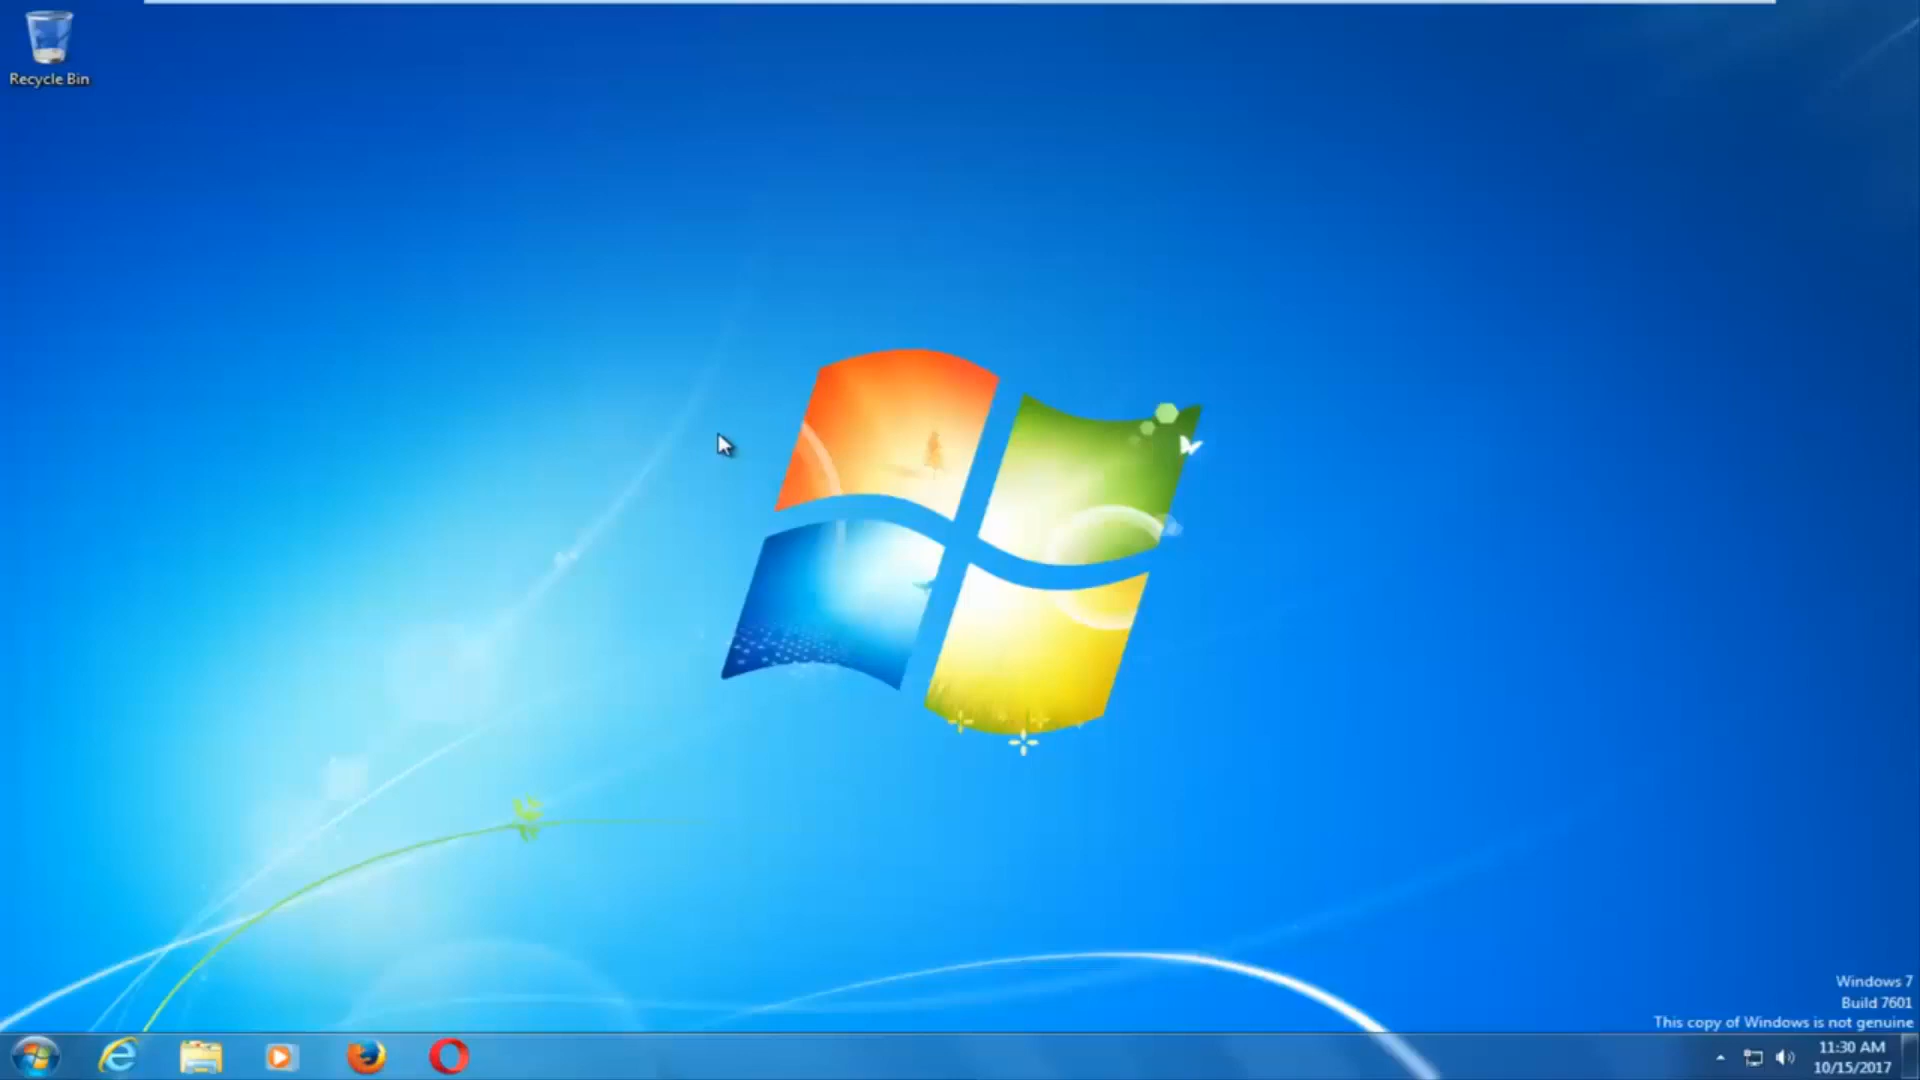 Recycle Bin
Windows 7
Build 7601
This copy of Windows is not genuine
11:30 AM
10/15/2017